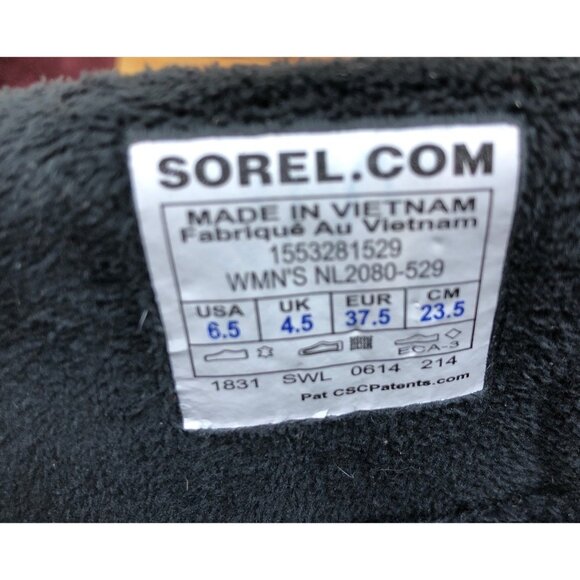 SOREL.COM
MADE IN VIETNAM
Fabriqué Au Vietnam
1553281529
WMN'S NL2080-529
USA UK EUR CM
6.5 4.5 37.5 23.5
ECA-3
1831 SWL 0614 214
Pat CSCPatents.com